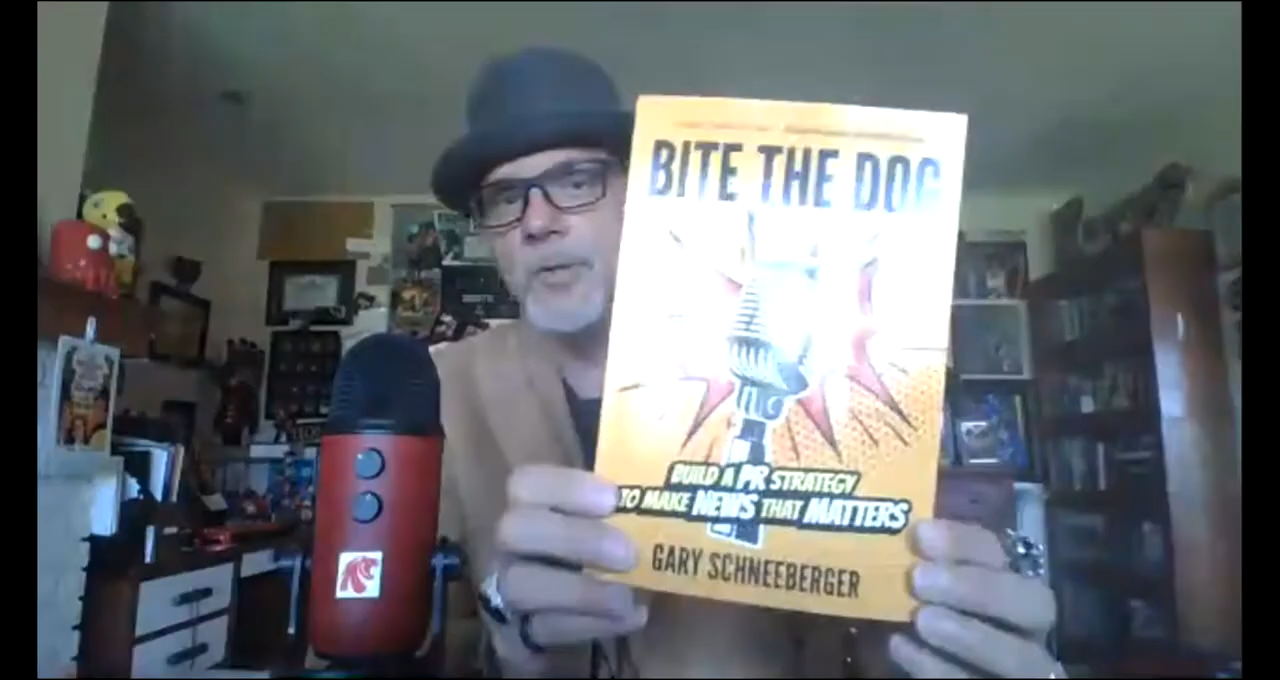 BITE THE DOG
BUILD A PR STRATEGY
TO MAKE NEWS THAT MATTERS
GARY SCHNEEBERGER